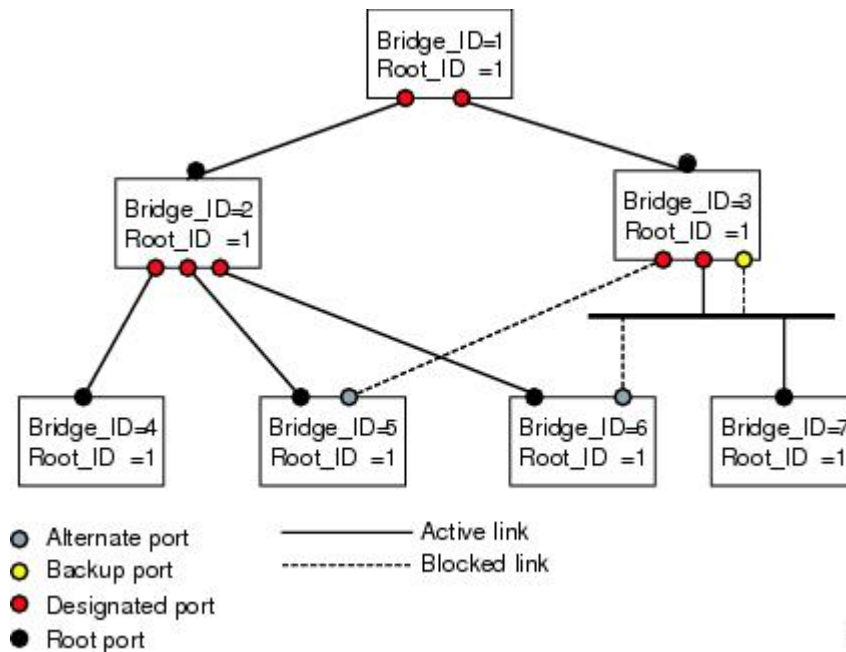 Bridge_ID=1
Root_ID =1
Bridge_ID=2
Root_ID =1
Bridge_ID=3
Root_ID =1
Bridge_ID=4
Root_ID =1
Bridge_ID=5
Root_ID =1
Bridge_ID=6
Root_ID =1
Bridge_ID=7
Root_ID =1
Alternate port
Backup port
Designated port
Root port
Active link
Blocked link